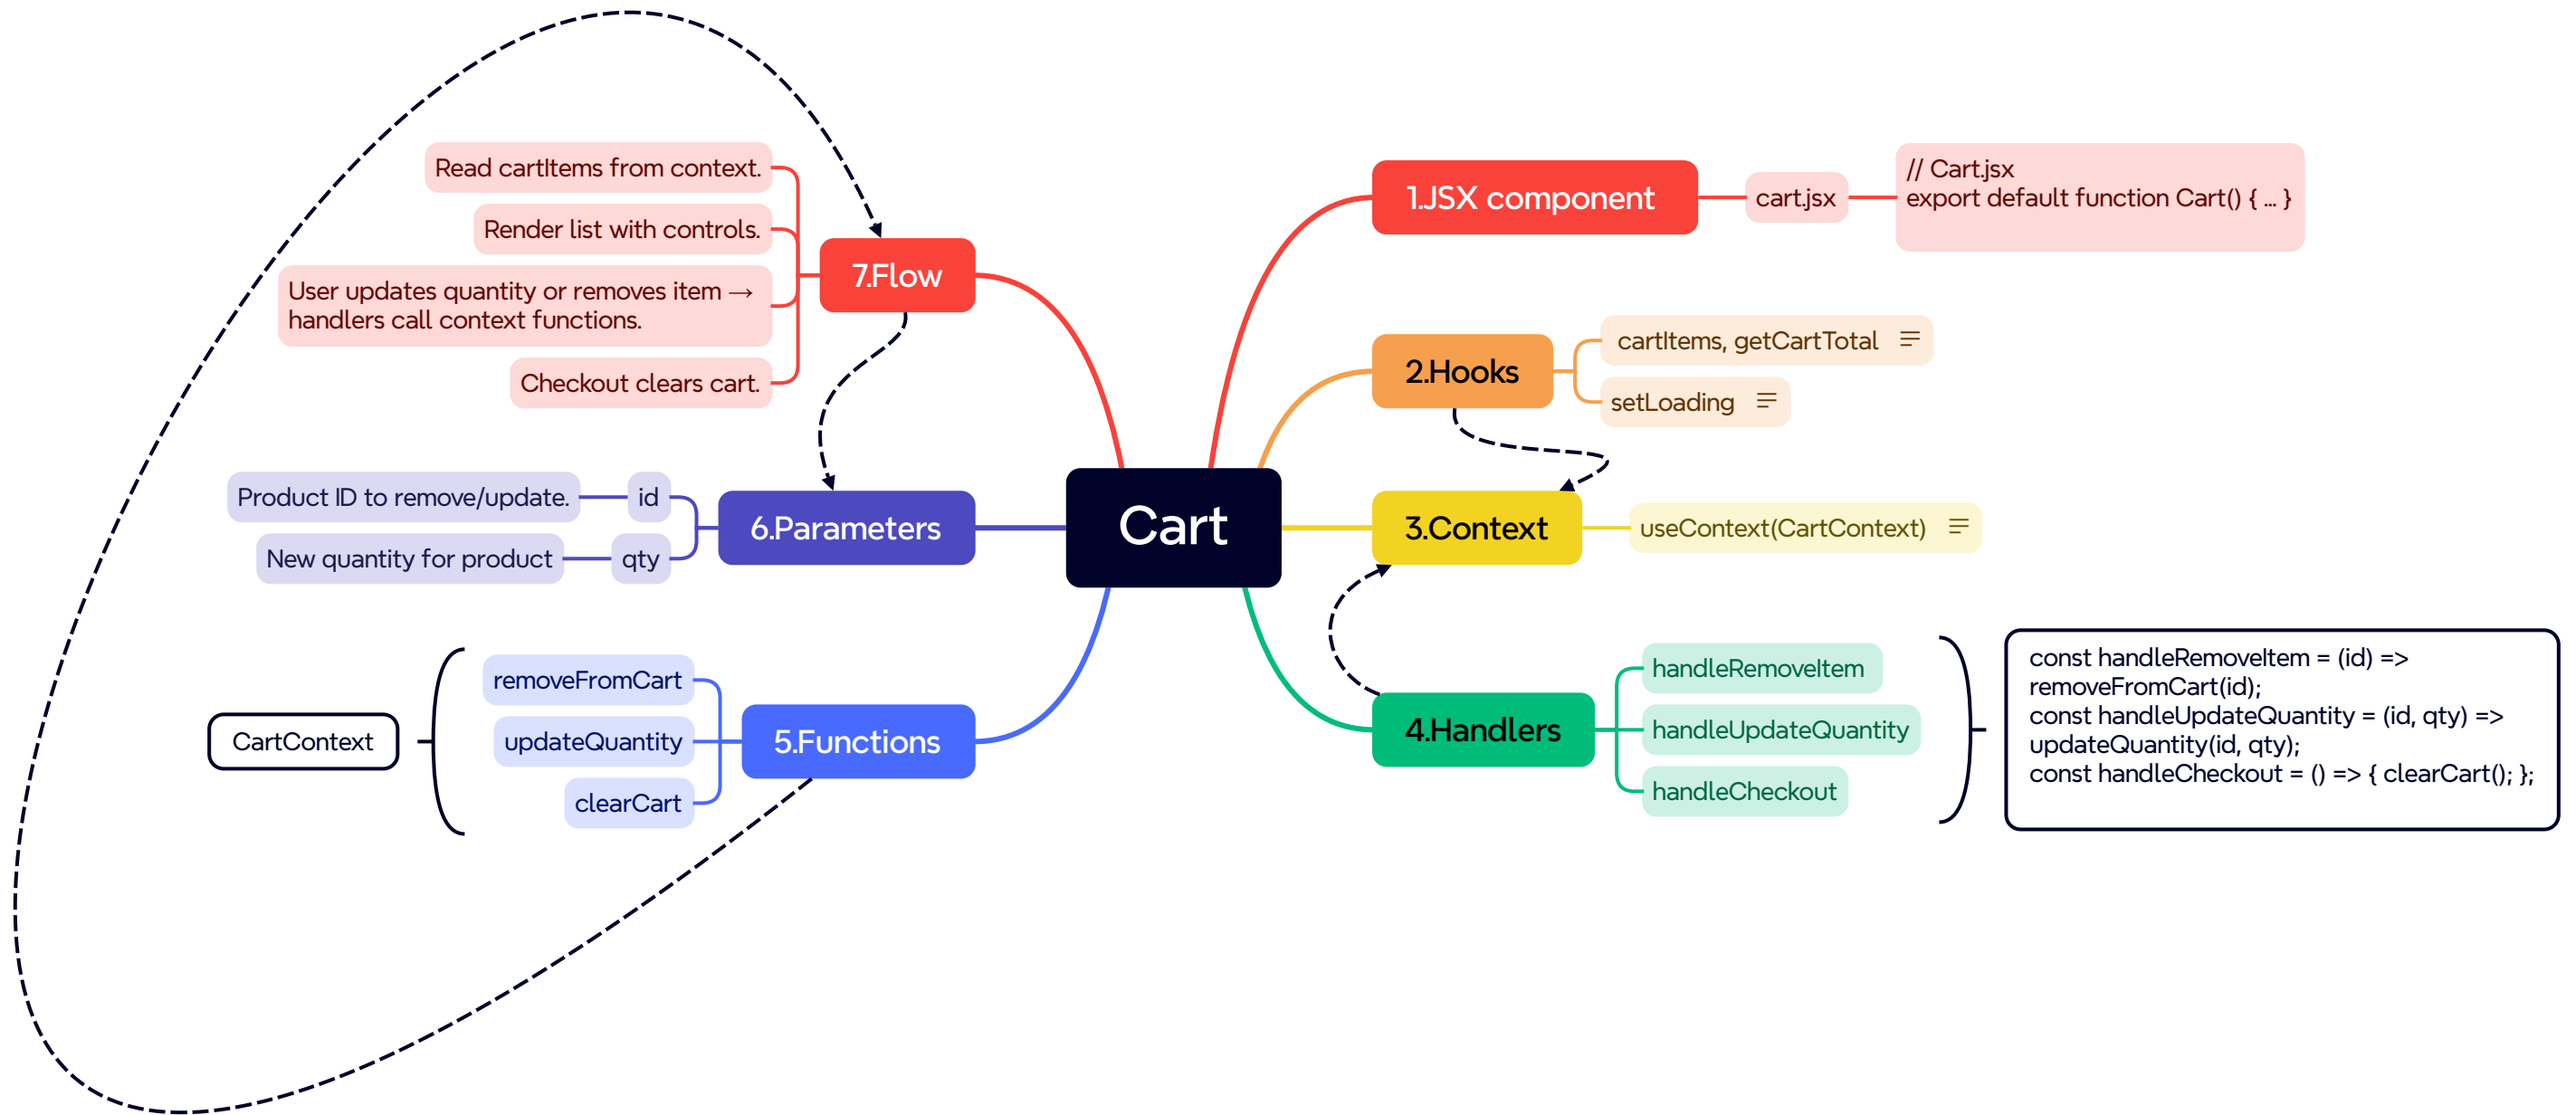 Cart
1.JSX component
cart.jsx
// Cart.jsx
export default function Cart() { ... }
2.Hooks
cartItems, getCartTotal
setLoading
3.Context
useContext(CartContext)
4.Handlers
handleRemoveItem
handleUpdateQuantity
handleCheckout
const handleRemoveItem = (id) =>
removeFromCart(id);
const handleUpdateQuantity = (id, qty) =>
updateQuantity(id, qty);
const handleCheckout = () => { clearCart(); };
5.Functions
removeFromCart
updateQuantity
clearCart
CartContext
6.Parameters
id
Product ID to remove/update.
qty
New quantity for product
7.Flow
Read cartItems from context.
Render list with controls.
User updates quantity or removes item →
handlers call context functions.
Checkout clears cart.